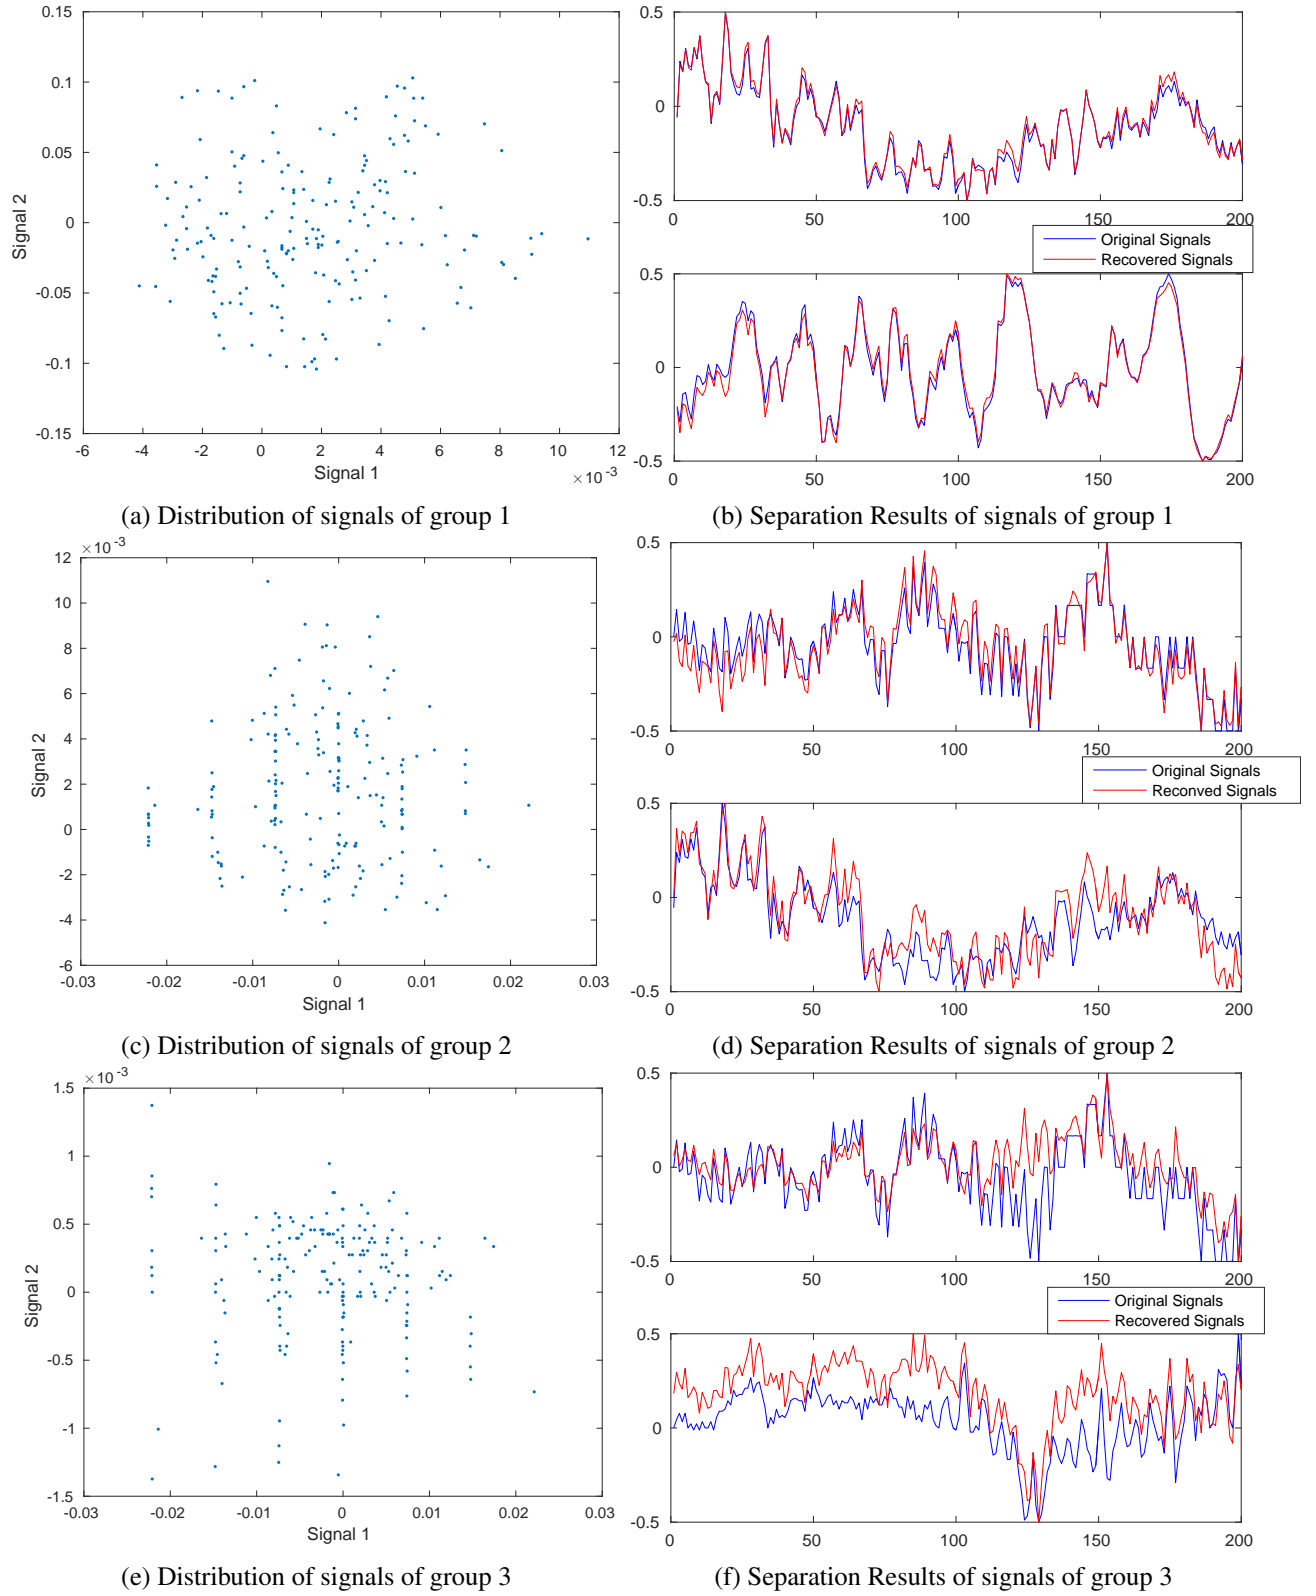 0.15
0.1
0.05
0
-0.05
-0.1
-0.15
Signal 2
-6 -4 -2 0 2 4 6 8 10 12
Signal 1
×10 -3
0.5
0
-0.5
0 50 100 150 200
Original Signals
Recovered Signals
0.5
0
-0.5
0 50 100 150 200
(a) Distribution of signals of group 1
(b) Separation Results of signals of group 1
×10 -3
12
10
8
6
4
2
0
-2
-4
-6
Signal 2
-0.03 -0.02 -0.01 0 0.01 0.02 0.03
Signal 1
0.5
0
-0.5
0 50 100 150 200
Original Signals
Reconved Signals
0.5
0
-0.5
0 50 100 150 200
(c) Distribution of signals of group 2
(d) Separation Results of signals of group 2
×10 -3
1.5
1
0.5
0
-0.5
-1
-1.5
Signal 2
-0.03 -0.02 -0.01 0 0.01 0.02 0.03
Signal 1
0.5
0
-0.5
0 50 100 150 200
Original Signals
Recovered Signals
0.5
0
-0.5
0 50 100 150 200
(e) Distribution of signals of group 3
(f) Separation Results of signals of group 3